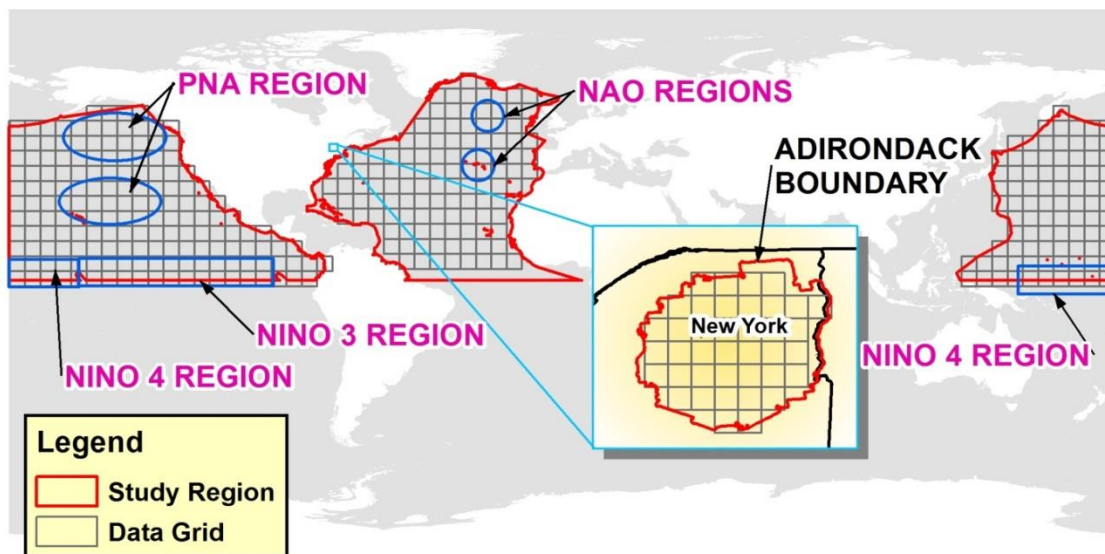 PNA REGION
NAO REGIONS
ADIRONDACK
BOUNDARY
New York
NINO 3 REGION
NINO 4 REGION
NINO 4 REGION
Legend
Study Region
Data Grid